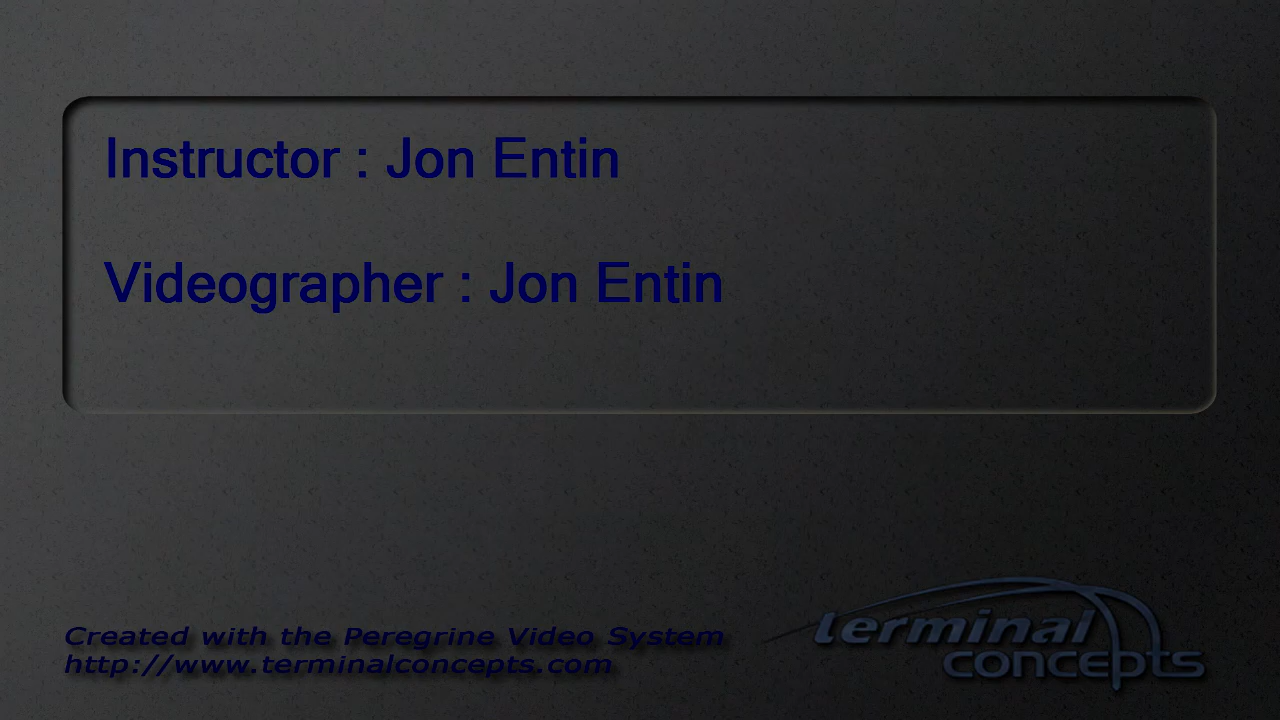 Instructor : Jon Entin
Videographer : Jon Entin
Created with the Peregrine Video System
http://www.terminalconcepts.com
terminal
concepts